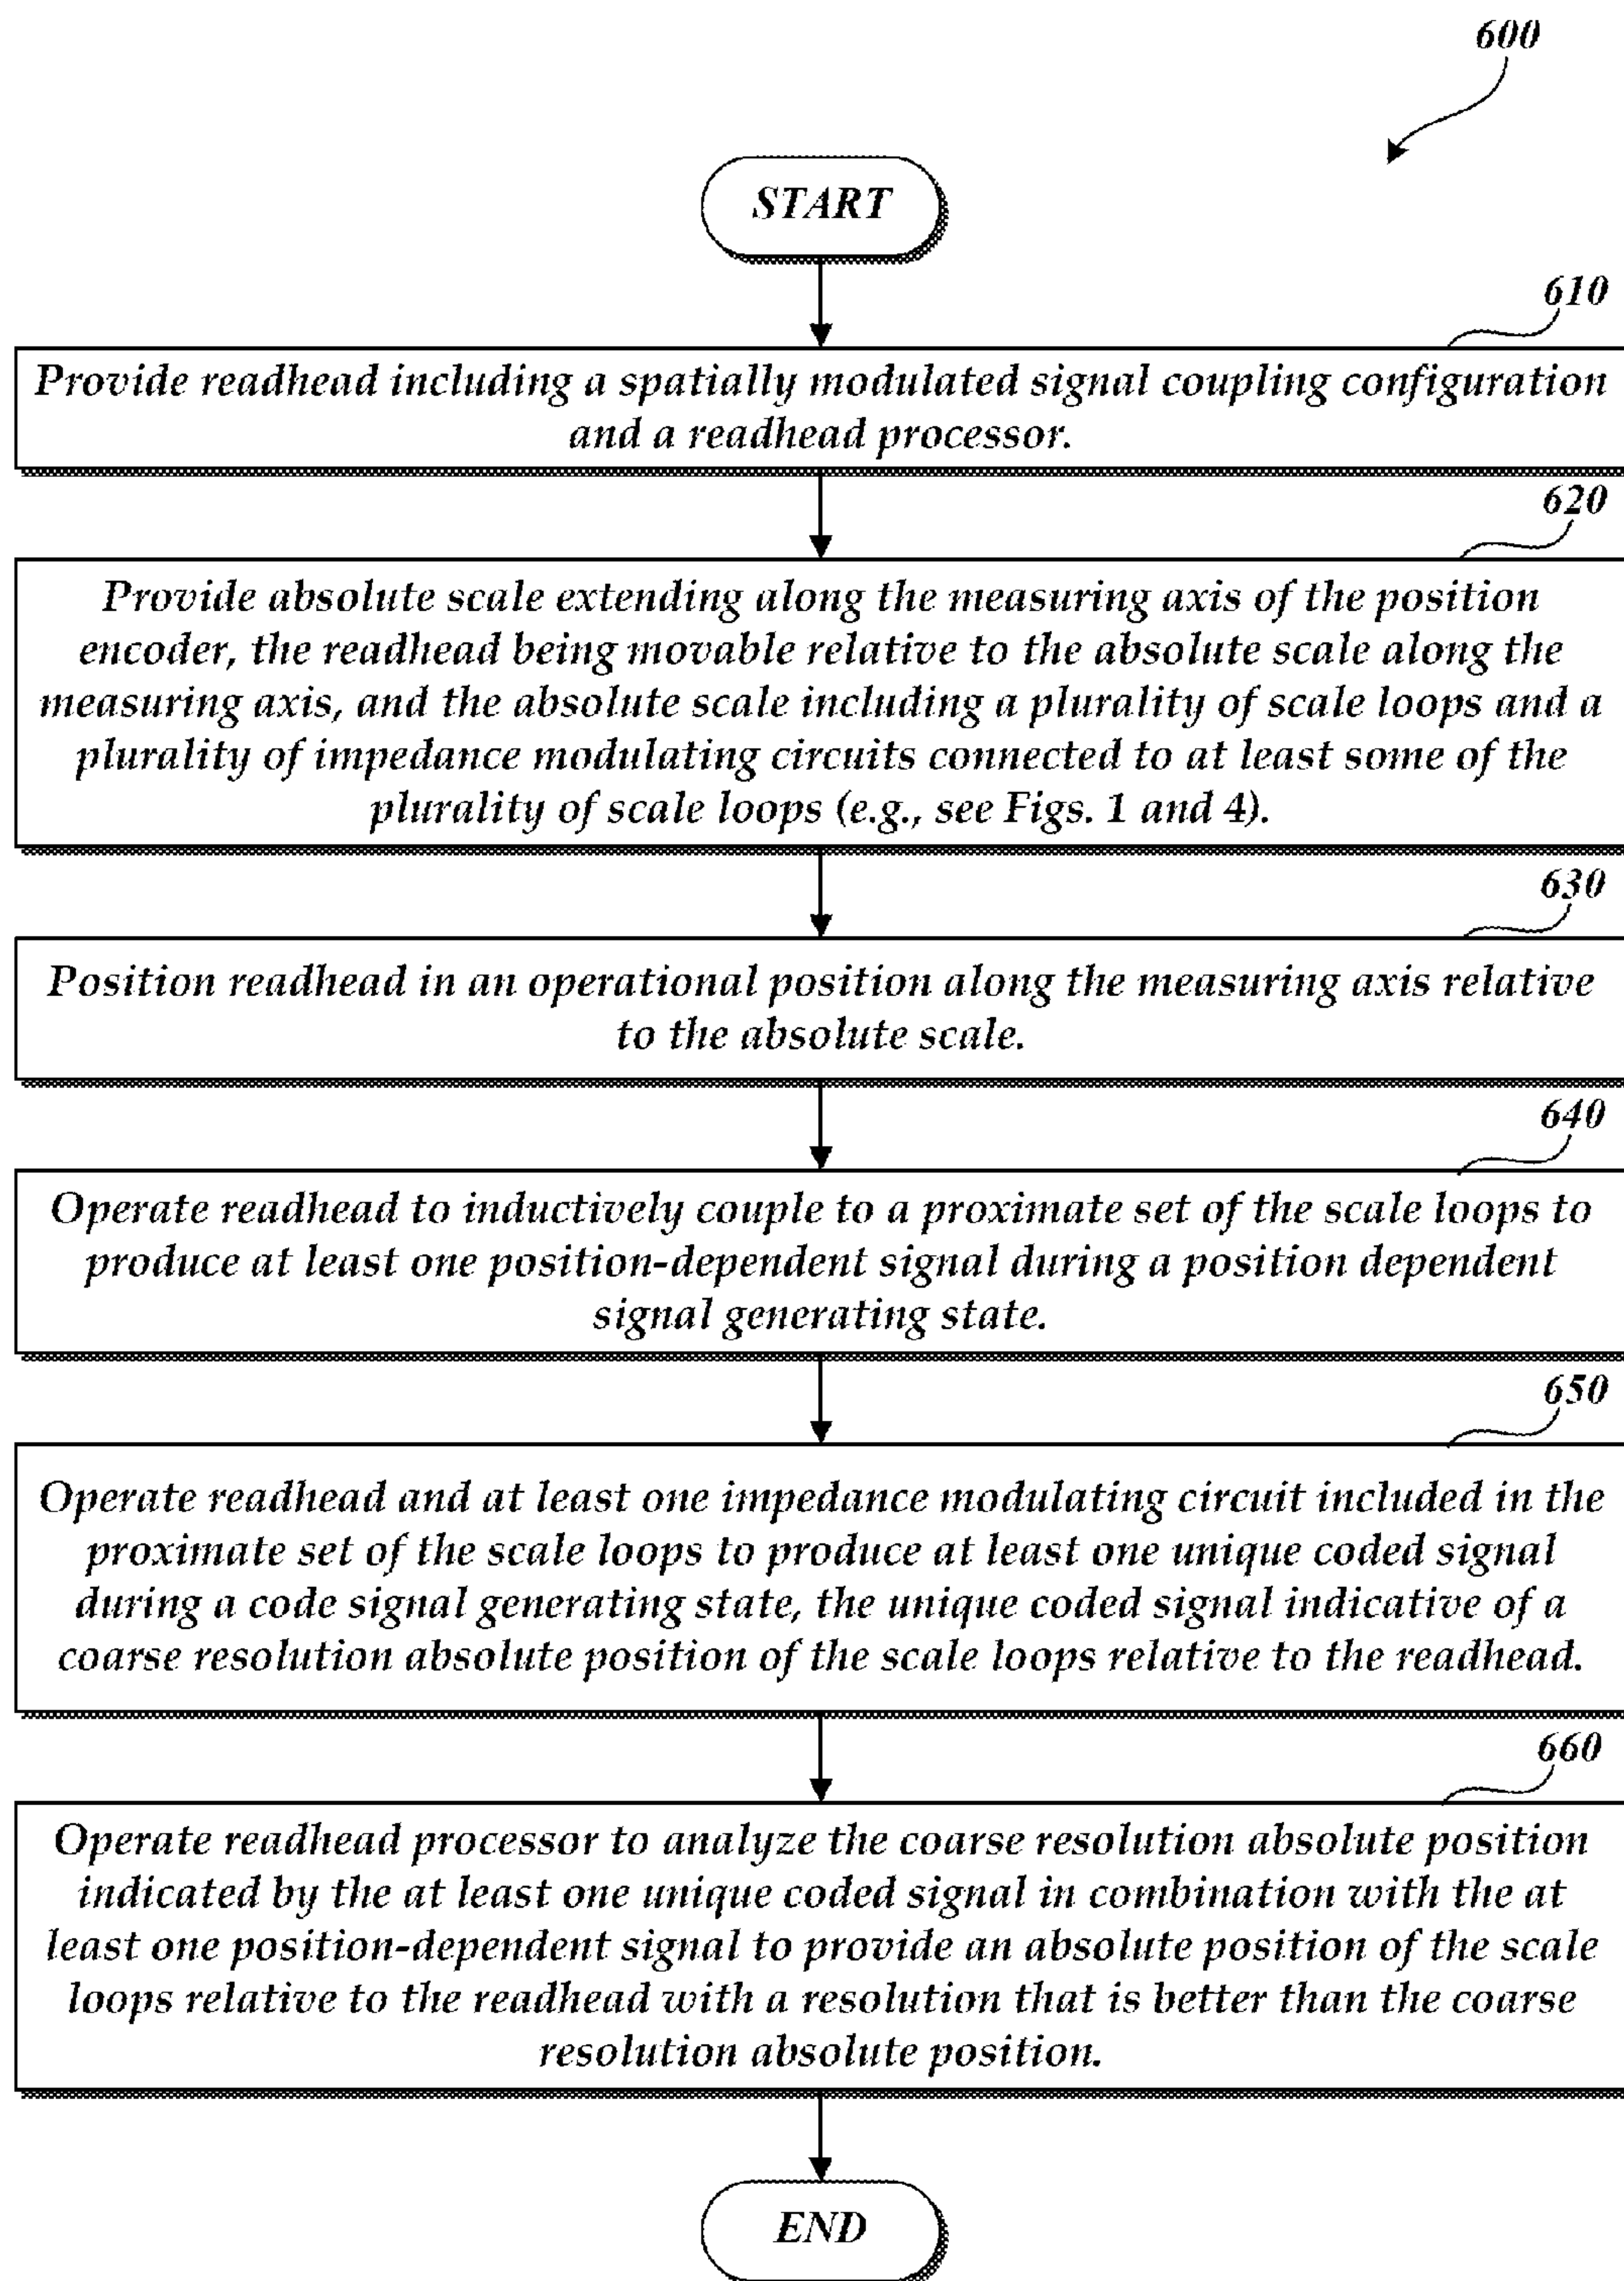 600
START
610
Provide readhead including a spatially modulated signal coupling configuration
and a readhead processor.
620
Provide absolute scale extending along the measuring axis of the position
encoder, the readhead being movable relative to the absolute scale along the
measuring axis, and the absolute scale including a plurality of scale loops and a
plurality of impedance modulating circuits connected to at least some of the
plurality of scale loops (e.g., see Figs. 1 and 4).
630
Position readhead in an operational position along the measuring axis relative
to the absolute scale.
640
Operate readhead to inductively couple to a proximate set of the scale loops to
produce at least one position-dependent signal during a position dependent
signal generating state.
650
Operate readhead and at least one impedance modulating circuit included in the
proximate set of the scale loops to produce at least one unique coded signal
during a code signal generating state, the unique coded signal indicative of a
coarse resolution absolute position of the scale loops relative to the readhead.
660
Operate readhead processor to analyze the coarse resolution absolute position
indicated by the at least one unique coded signal in combination with the at
least one position-dependent signal to provide an absolute position of the scale
loops relative to the readhead with a resolution that is better than the coarse
resolution absolute position.
END